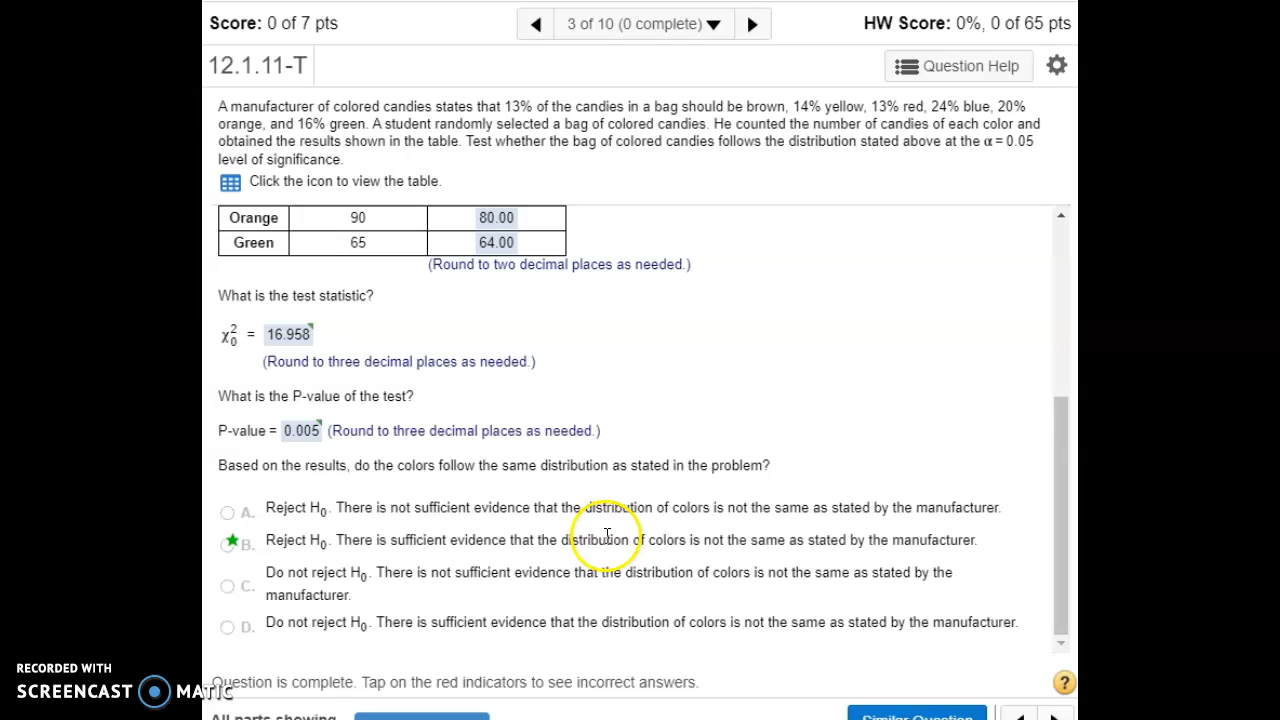 Score: 0 of 7 pts
3 of 10 (0 complete)
HW Score: 0%, 0 of 65 pts
12.1.11-T
Question Help
A manufacturer of colored candies states that 13% of the candies in a bag should be brown, 14% yellow, 13% red, 24% blue, 20%
orange, and 16% green. A student randomly selected a bag of colored candies. He counted the number of candies of each color and
obtained the results shown in the table. Test whether the bag of colored candies follows the distribution stated above at the α = 0.05
level of significance.
Click the icon to view the table.
Orange 90 80.00
Green 65 64.00
(Round to two decimal places as needed.)
What is the test statistic?
χ₀² = 16.958
(Round to three decimal places as needed.)
What is the P-value of the test?
P-value = 0.005 (Round to three decimal places as needed.)
Based on the results, do the colors follow the same distribution as stated in the problem?
A. Reject H₀. There is not sufficient evidence that the distribution of colors is not the same as stated by the manufacturer.
B. Reject H₀. There is sufficient evidence that the distribution of colors is not the same as stated by the manufacturer.
C. Do not reject H₀. There is not sufficient evidence that the distribution of colors is not the same as stated by the
manufacturer.
D. Do not reject H₀. There is sufficient evidence that the distribution of colors is not the same as stated by the manufacturer.
Question is complete. Tap on the red indicators to see incorrect answers.
?
All parts showing
Similar Question
RECORDED WITH
SCREENCAST MATIC